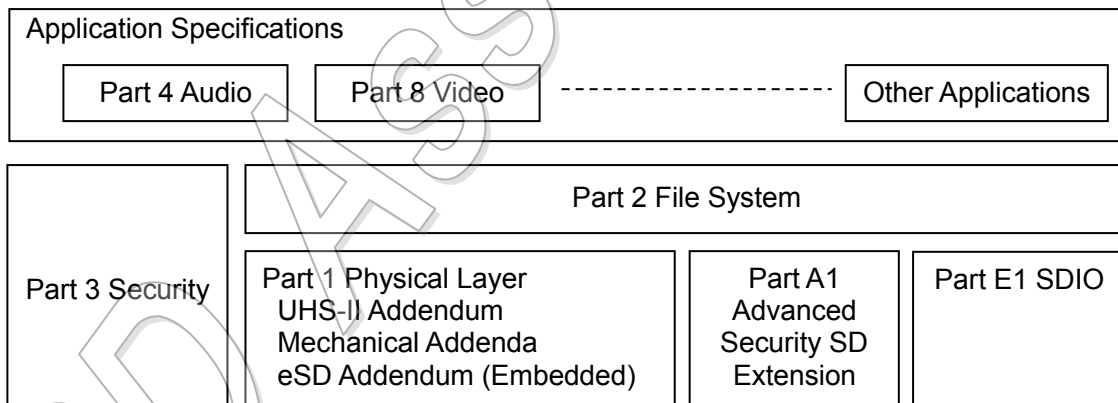 Application Specifications
Part 4 Audio
Part 8 Video
Other Applications
Part 2 File System
Part 3 Security
Part 1 Physical Layer
UHS-II Addendum
Mechanical Addenda
eSD Addendum (Embedded)
Part A1
Advanced
Security SD
Extension
Part E1 SDIO